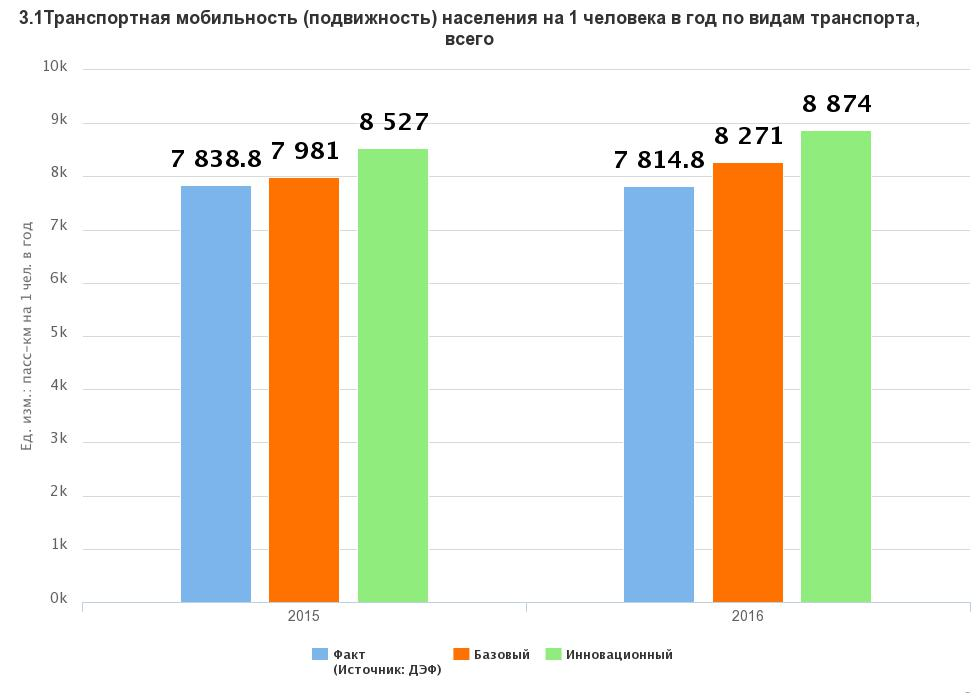 3.1Транспортная мобильность (подвижность) населения на 1 человека в год по видам транспорта,
всего
Ед. изм.: пасс-км на 1 чел. в год
10k
9k
8k
7k
6k
5k
4k
3k
2k
1k
0k
7 838.8
7 981
8 527
7 814.8
8 271
8 874
2015
2016
Факт
(Источник: ДЭФ)
Базовый
Инновационный